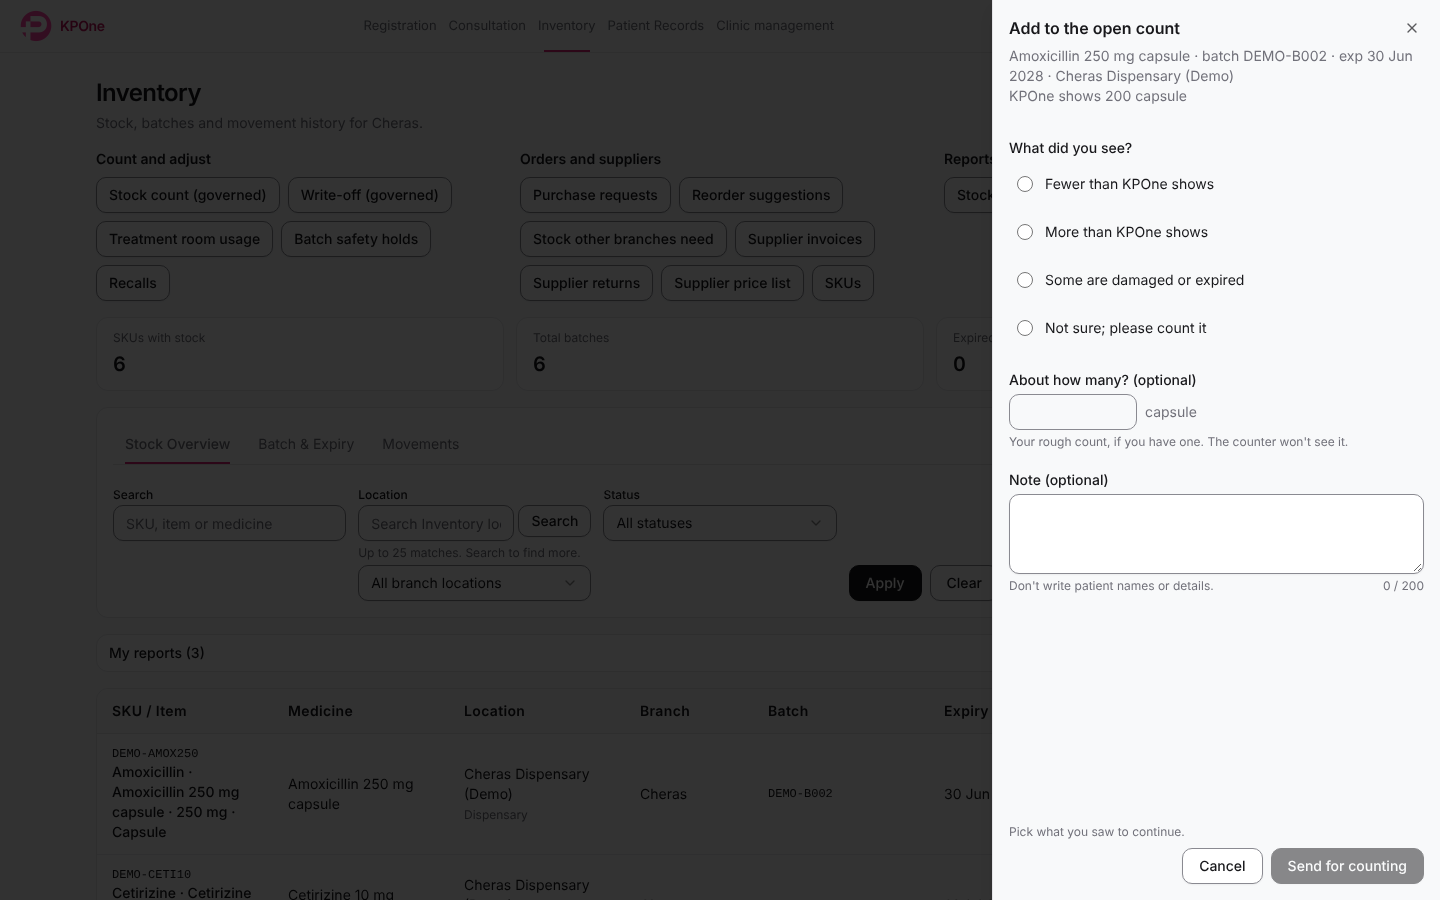 KPOne
Registration Consultation Inventory Patient Records Clinic management
Inventory
Stock, batches and movement history for Cheras.
Count and adjust
Stock count (governed) Write-off (governed)
Treatment room usage Batch safety holds
Recalls
Orders and suppliers
Purchase requests Reorder suggestions
Stock other branches need Supplier invoices
Supplier returns Supplier price list SKUs
Reports
Stock
SKUs with stock
6
Total batches
6
Expired
0
Stock Overview Batch & Expiry Movements
Search
SKU, item or medicine
Location
Search Inventory lo
Search
Up to 25 matches. Search to find more.
All branch locations
Status
All statuses
Apply Clear
My reports (3)
SKU / Item Medicine Location Branch Batch Expiry
DEMO-AMOX250
Amoxicillin ·
Amoxicillin 250 mg
capsule · 250 mg ·
Capsule
Amoxicillin 250 mg
capsule
Cheras Dispensary
(Demo)
Dispensary
Cheras
DEMO-B002
30 Jun
DEMO-CETI10
Cetirizine · Cetirizine
Cetirizine 10 mg
Cheras Dispensary
Add to the open count
Amoxicillin 250 mg capsule · batch DEMO-B002 · exp 30 Jun
2028 · Cheras Dispensary (Demo)
KPOne shows 200 capsule
What did you see?
Fewer than KPOne shows
More than KPOne shows
Some are damaged or expired
Not sure; please count it
About how many? (optional)
capsule
Your rough count, if you have one. The counter won't see it.
Note (optional)
Don't write patient names or details. 0 / 200
Pick what you saw to continue.
Cancel Send for counting